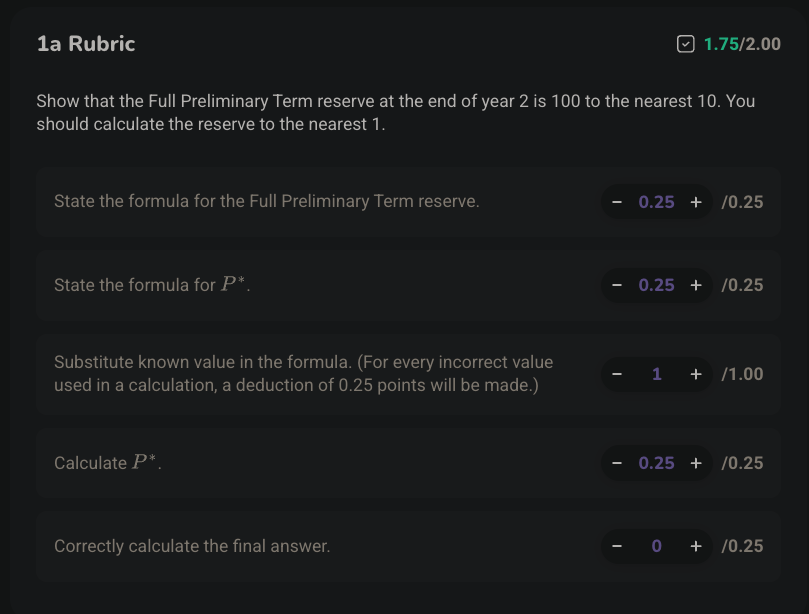 1a Rubric
1.75/2.00
Show that the Full Preliminary Term reserve at the end of year 2 is 100 to the nearest 10. You
should calculate the reserve to the nearest 1.
State the formula for the Full Preliminary Term reserve.
− 0.25 + /0.25
State the formula for P*.
− 0.25 + /0.25
Substitute known value in the formula. (For every incorrect value
used in a calculation, a deduction of 0.25 points will be made.)
− 1 + /1.00
Calculate P*.
− 0.25 + /0.25
Correctly calculate the final answer.
− 0 + /0.25